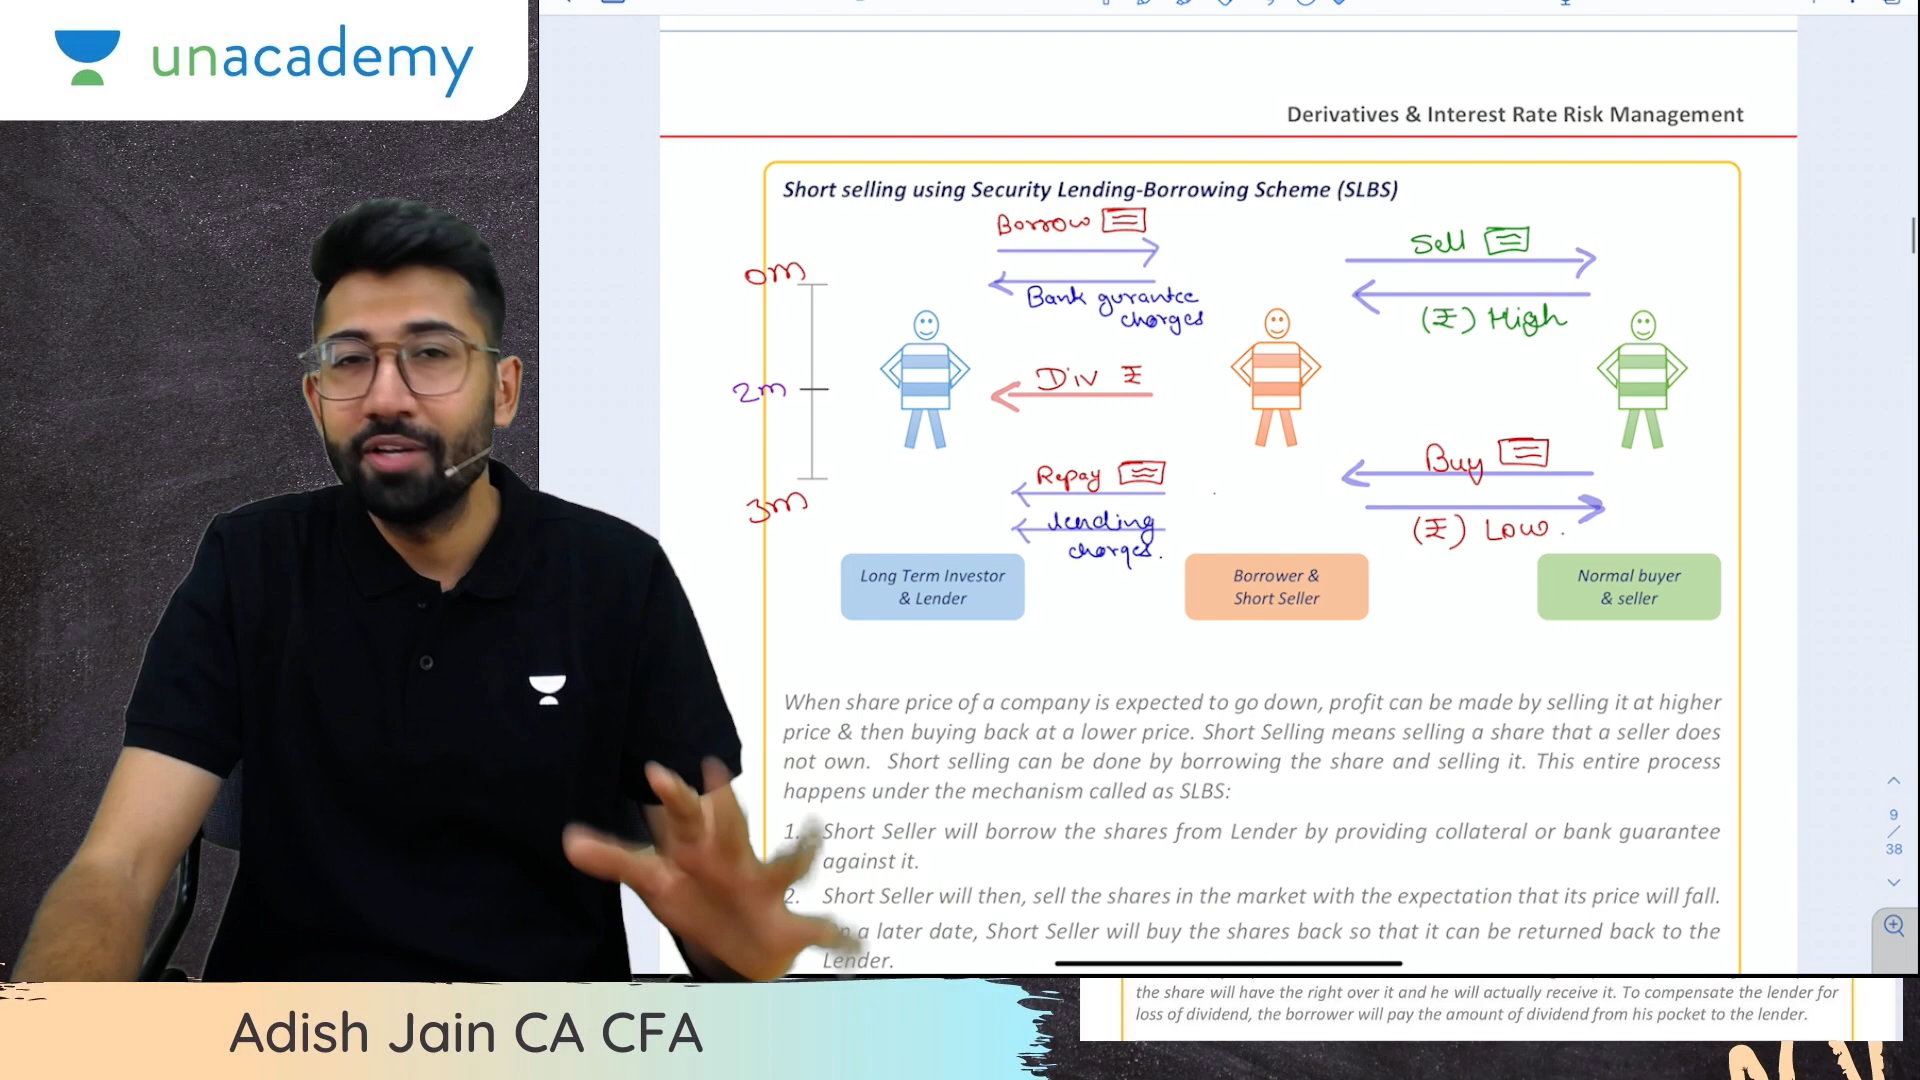 unacademy
Derivatives & Interest Rate Risk Management
Short selling using Security Lending-Borrowing Scheme (SLBS)
Borrow
Sell
0m
Bank gurantee
charges
(₹) High
Div ₹
2m
Buy
Repay
3m
lending
charges.
(₹) Low.
Long Term Investor
& Lender
Borrower &
Short Seller
Normal buyer
& seller
When share price of a company is expected to go down, profit can be made by selling it at higher
price & then buying back at a lower price. Short Selling means selling a share that a seller does
not own. Short selling can be done by borrowing the share and selling it. This entire process
happens under the mechanism called as SLBS:
1. Short Seller will borrow the shares from Lender by providing collateral or bank guarantee
against it.
2. Short Seller will then, sell the shares in the market with the expectation that its price will fall.
a later date, Short Seller will buy the shares back so that it can be returned back to the
Lender.
9
/
38
the share will have the right over it and he will actually receive it. To compensate the lender for
loss of dividend, the borrower will pay the amount of dividend from his pocket to the lender.
Adish Jain CA CFA